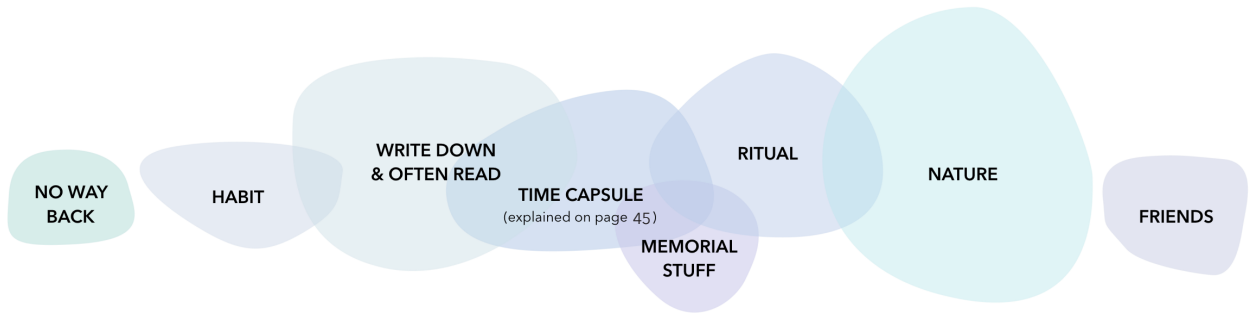 NO WAY
BACK
HABIT
WRITE DOWN
& OFTEN READ
TIME CAPSULE
(explained on page 45)
MEMORIAL
STUFF
RITUAL
NATURE
FRIENDS